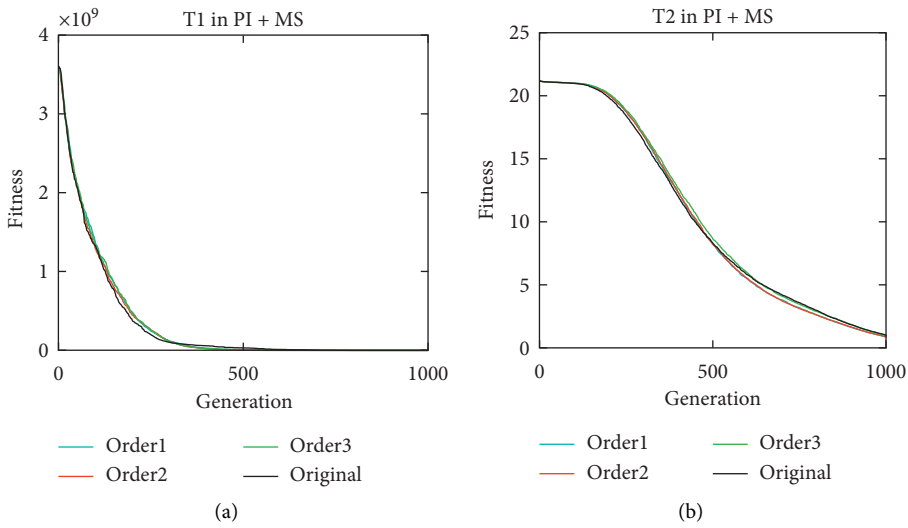 T1 in PI + MS
× 10⁹
4
3
2
1
0
Fitness
0
500
1000
Generation
Order1
Order3
Order2
Original
(a)
T2 in PI + MS
25
20
15
10
5
0
Fitness
0
500
1000
Generation
Order1
Order3
Order2
Original
(b)